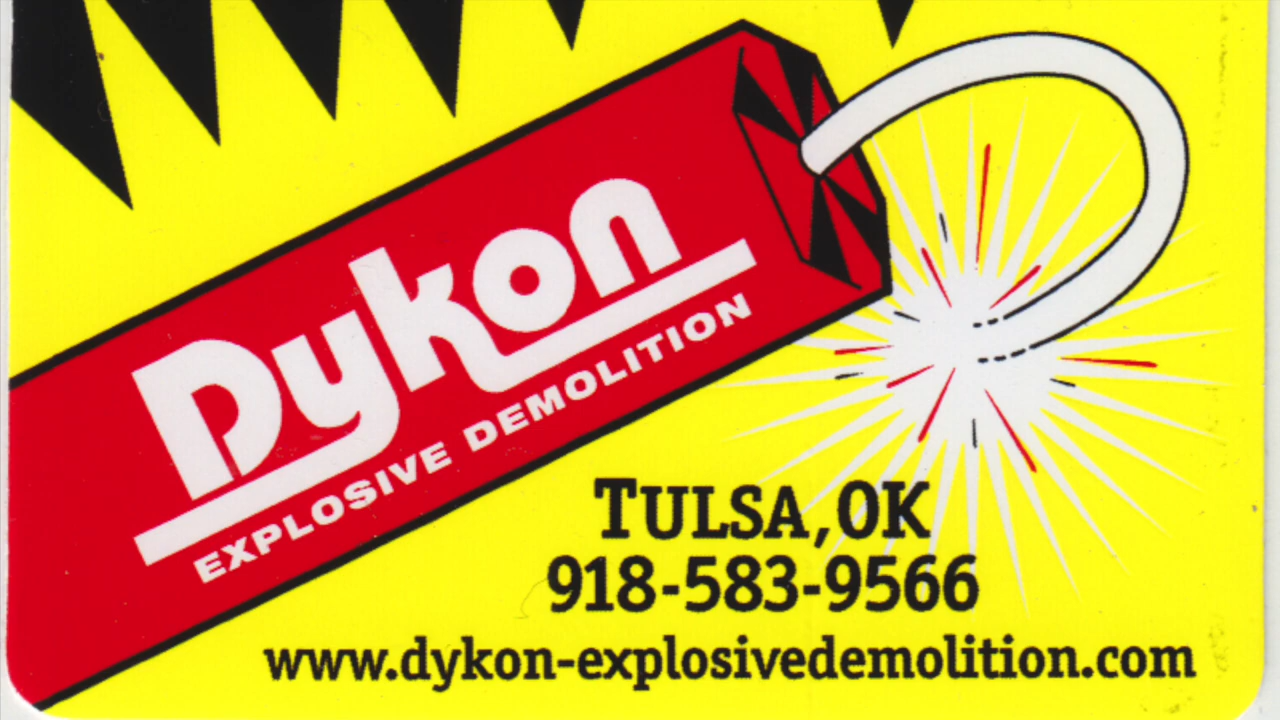 Dykon
EXPLOSIVE DEMOLITION
TULSA, OK
918-583-9566
www.dykon-explosivedemolition.com